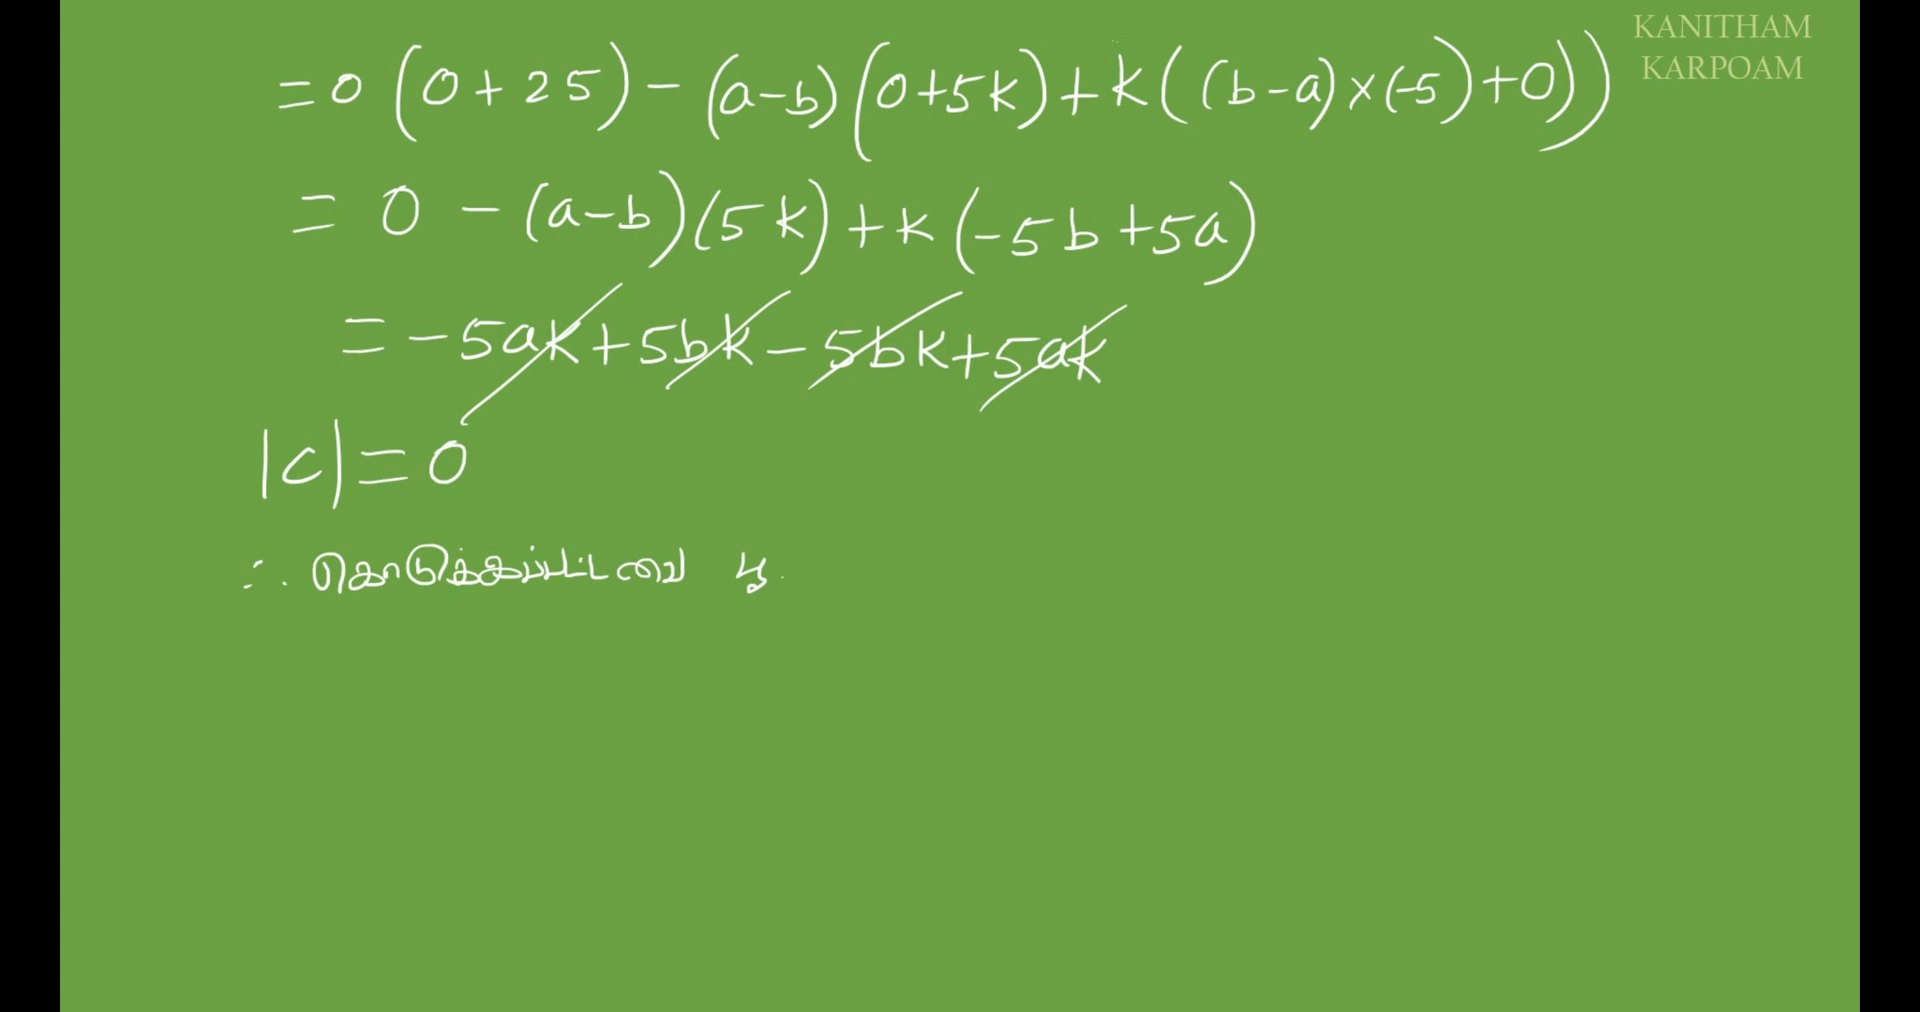 KANITHAM
KARPOAM
=0(0+25)-(a-b)(0+5k)+k((b-a)×(-5)+0))
= 0 -(a-b)(5k)+k(-5b+5a)
= -5ak+5bk-5bk+5ak
|c|=0
∴ கொடுக்கப்பட்டவை பூ